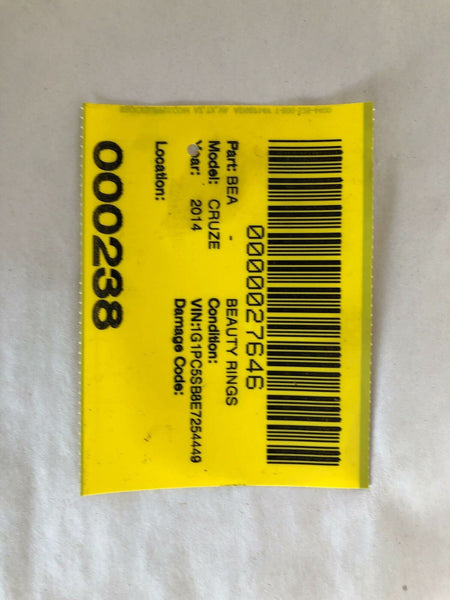 0000027646
Part: BEA - BEAUTY RINGS
Model: CRUZE Condition:
Year: 2014 VIN:1G1PC5SB8E7254449
Damage Code:
Location:
000238